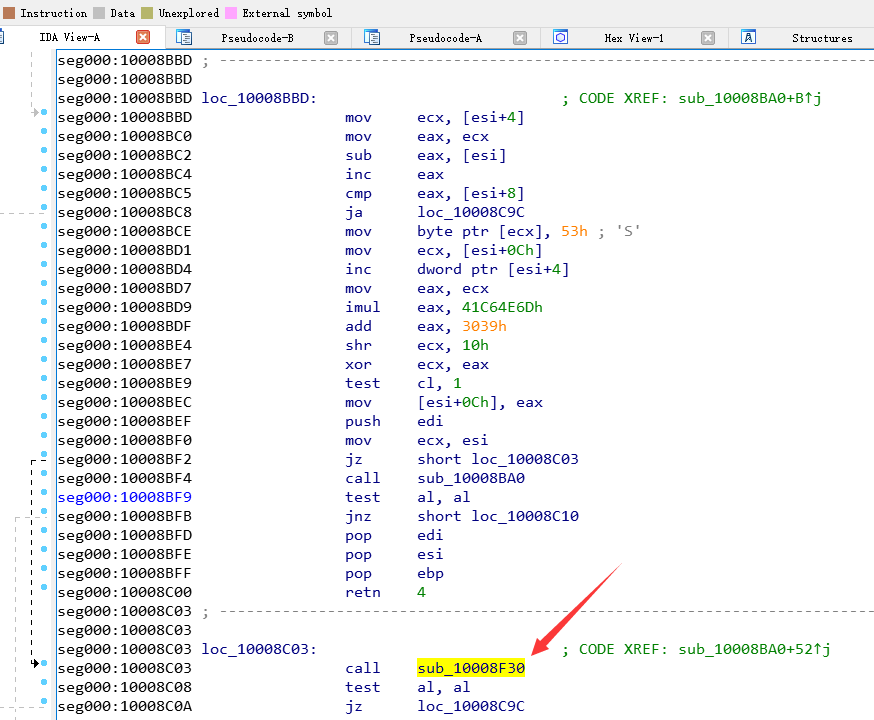 Instruction Data Unexplored External symbol
IDA View-A Pseudocode-B Pseudocode-A Hex View-1 Structures
seg000:10008BBD ; ---------------------------------------------------------------------------
seg000:10008BBD
seg000:10008BBD loc_10008BBD: ; CODE XREF: sub_10008BA0+B↑j
seg000:10008BBD mov ecx, [esi+4]
seg000:10008BC0 mov eax, ecx
seg000:10008BC2 sub eax, [esi]
seg000:10008BC4 inc eax
seg000:10008BC5 cmp eax, [esi+8]
seg000:10008BC8 ja loc_10008C9C
seg000:10008BCE mov byte ptr [ecx], 53h ; 'S'
seg000:10008BD1 mov ecx, [esi+0Ch]
seg000:10008BD4 inc dword ptr [esi+4]
seg000:10008BD7 mov eax, ecx
seg000:10008BD9 imul eax, 41C64E6Dh
seg000:10008BDF add eax, 3039h
seg000:10008BE4 shr ecx, 10h
seg000:10008BE7 xor ecx, eax
seg000:10008BE9 test cl, 1
seg000:10008BEC mov [esi+0Ch], eax
seg000:10008BEF push edi
seg000:10008BF0 mov ecx, esi
seg000:10008BF2 jz short loc_10008C03
seg000:10008BF4 call sub_10008BA0
seg000:10008BF9 test al, al
seg000:10008BFB jnz short loc_10008C10
seg000:10008BFD pop edi
seg000:10008BFE pop esi
seg000:10008BFF pop ebp
seg000:10008C00 retn 4
seg000:10008C03 ; ---------------------------------------------------------------------------
seg000:10008C03
seg000:10008C03 loc_10008C03: ; CODE XREF: sub_10008BA0+52↑j
seg000:10008C03 call sub_10008F30
seg000:10008C08 test al, al
seg000:10008C0A jz loc_10008C9C